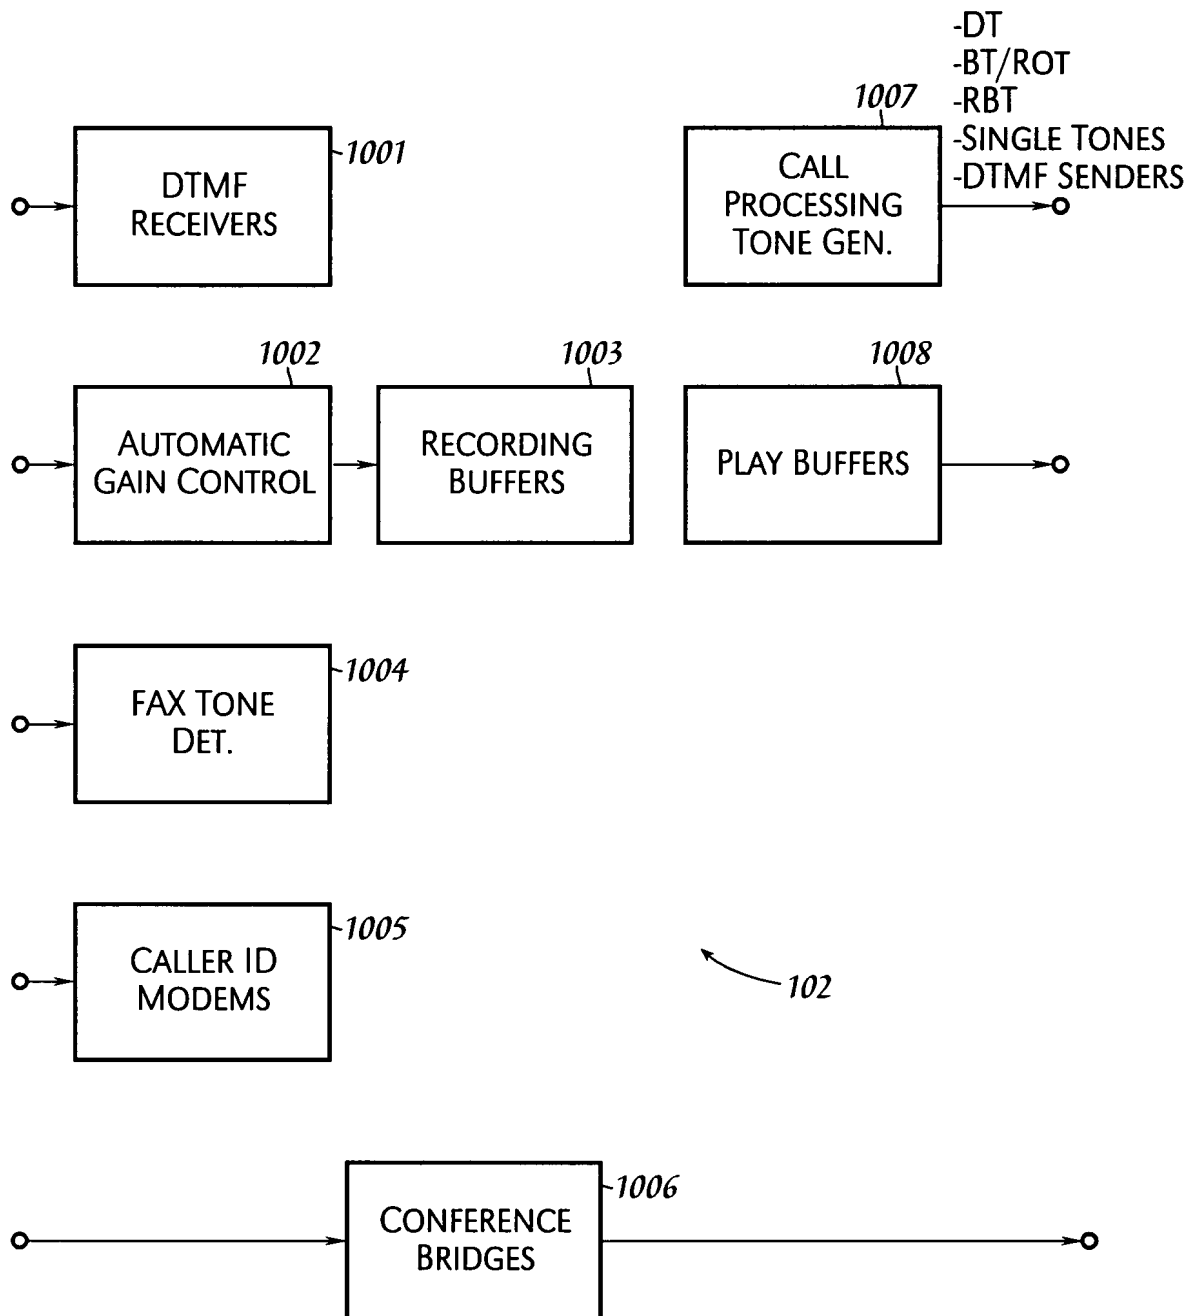 -DT
-BT/ROT
-RBT
-SINGLE TONES
-DTMF SENDERS
1007
1001
DTMF
RECEIVERS
CALL
PROCESSING
TONE GEN.
1002
1003
1008
AUTOMATIC
GAIN CONTROL
RECORDING
BUFFERS
PLAY BUFFERS
1004
FAX TONE
DET.
1005
CALLER ID
MODEMS
102
1006
CONFERENCE
BRIDGES